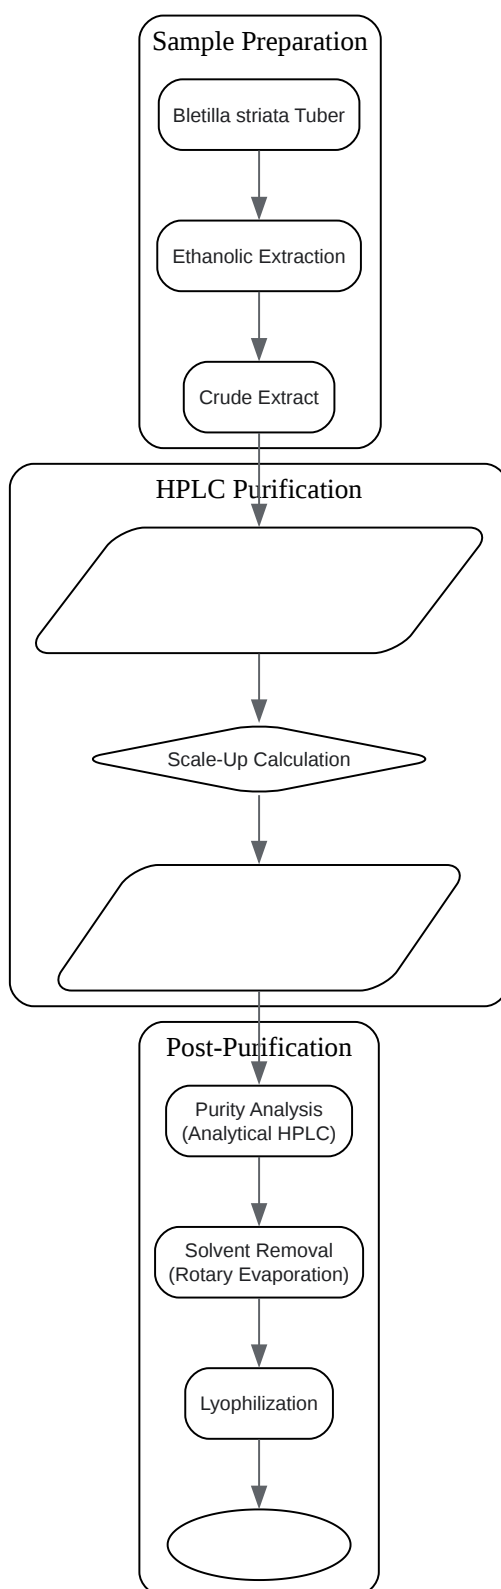 Sample Preparation
Bletilla striata Tuber
Ethanolic Extraction
Crude Extract
HPLC Purification
Scale-Up Calculation
Post-Purification
Purity Analysis
(Analytical HPLC)
Solvent Removal
(Rotary Evaporation)
Lyophilization